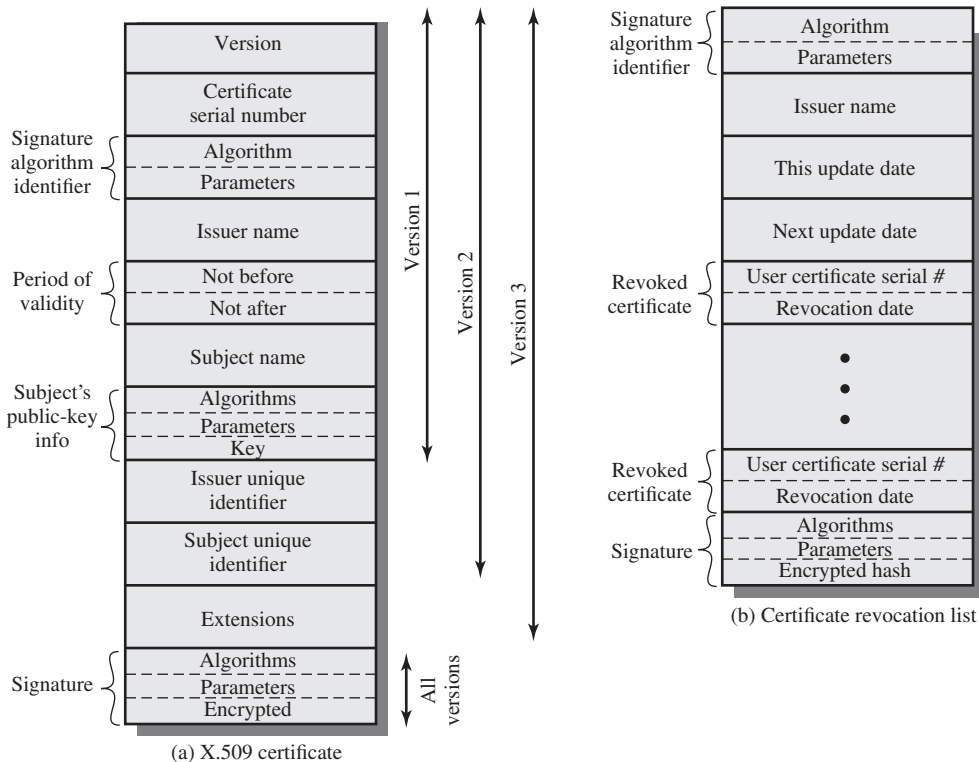 Version
Certificate
serial number
Signature
algorithm
identifier
Algorithm
Parameters
Issuer name
Period of
validity
Not before
Not after
Subject name
Subject's
public-key
info
Algorithms
Parameters
Key
Issuer unique
identifier
Subject unique
identifier
Extensions
Signature
Algorithms
Parameters
Encrypted
Version 1
Version 2
Version 3
All
versions
(a) X.509 certificate
Signature
algorithm
identifier
Algorithm
Parameters
Issuer name
This update date
Next update date
Revoked
certificate
User certificate serial #
Revocation date
Revoked
certificate
User certificate serial #
Revocation date
Signature
Algorithms
Parameters
Encrypted hash
(b) Certificate revocation list